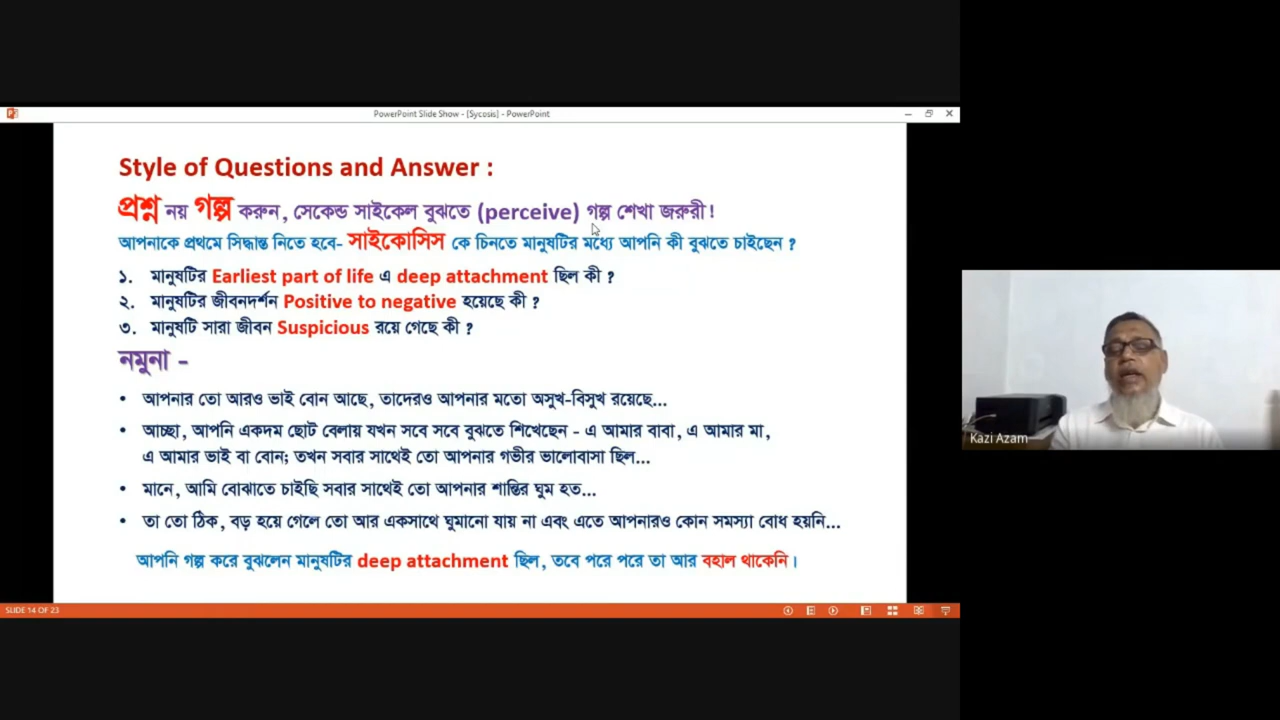 PowerPoint Slide Show - [Sycosis] - PowerPoint
Style of Questions and Answer :
প্রশ্ন নয় গল্প করুন, সেকেন্ড সাইকেল বুঝতে (perceive) গল্প শেখা জরুরী!
আপনাকে প্রথমে সিদ্ধান্ত নিতে হবে- সাইকোসিস কে চিনতে মানুষটির মধ্যে আপনি কী বুঝতে চাইছেন ?
১. মানুষটির Earliest part of life এ deep attachment ছিল কী ?
২. মানুষটির জীবনদর্শন Positive to negative হয়েছে কী ?
৩. মানুষটি সারা জীবন Suspicious রয়ে গেছে কী ?
নমুনা -
• আপনার তো আরও ভাই বোন আছে, তাদেরও আপনার মতো অসুখ-বিসুখ রয়েছে...
• আচ্ছা, আপনি একদম ছোট বেলায় যখন সবে সবে বুঝতে শিখেছেন - এ আমার বাবা, এ আমার মা,
এ আমার ভাই বা বোন; তখন সবার সাথেই তো আপনার গভীর ভালোবাসা ছিল...
• মানে, আমি বোঝাতে চাইছি সবার সাথেই তো আপনার শান্তির ঘুম হত...
• তা তো ঠিক, বড় হয়ে গেলে তো আর একসাথে ঘুমানো যায় না এবং এতে আপনারও কোন সমস্যা বোধ হয়নি...
আপনি গল্প করে বুঝলেন মানুষটির deep attachment ছিল, তবে পরে পরে তা আর বহাল থাকেনি।
SLIDE 14 OF 23
Kazi Azam